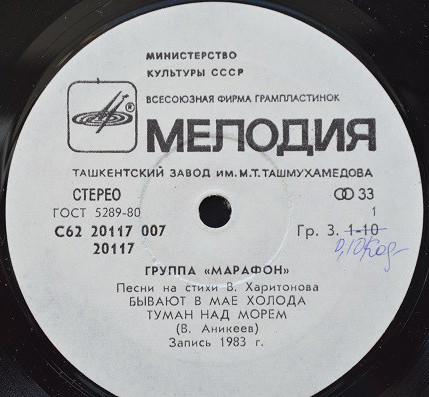 МИНИСТЕРСТВО
КУЛЬТУРЫ СССР
ВСЕСОЮЗНАЯ ФИРМА ГРАМПЛАСТИНОК
МЕЛОДИЯ
ТАШКЕНТСКИЙ ЗАВОД ИМ. М.Т. ТАШМУХАМЕДОВА
СТЕРЕО 33
ГОСТ 5289-80 1
С62 20117 007 Гр. 3. 1-10
20117
ГРУППА «МАРАФОН»
Песни на стихи В. Харитонова
БЫВАЮТ В МАЕ ХОЛОДА
ТУМАН НАД МОРЕМ
(В. Аникеев)
Запись 1983 г.